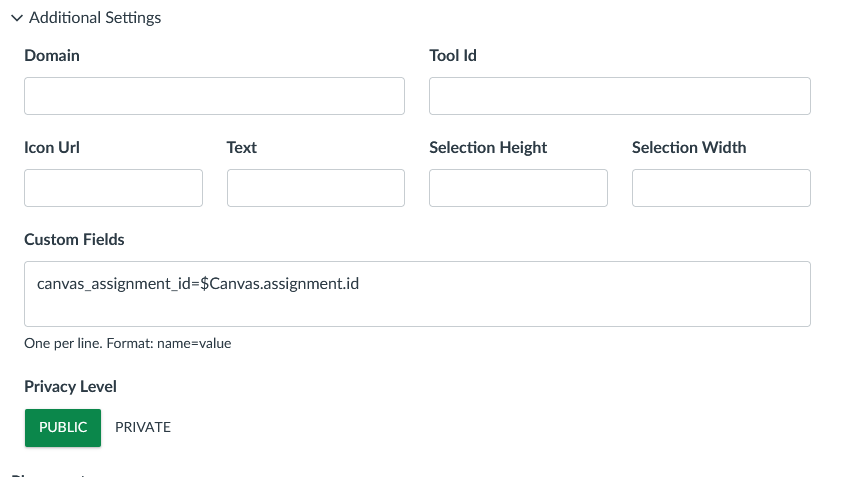 Additional Settings
Domain
Tool Id
Icon Url
Text
Selection Height
Selection Width
Custom Fields
canvas_assignment_id=$Canvas.assignment.id
One per line. Format: name=value
Privacy Level
PUBLIC
PRIVATE